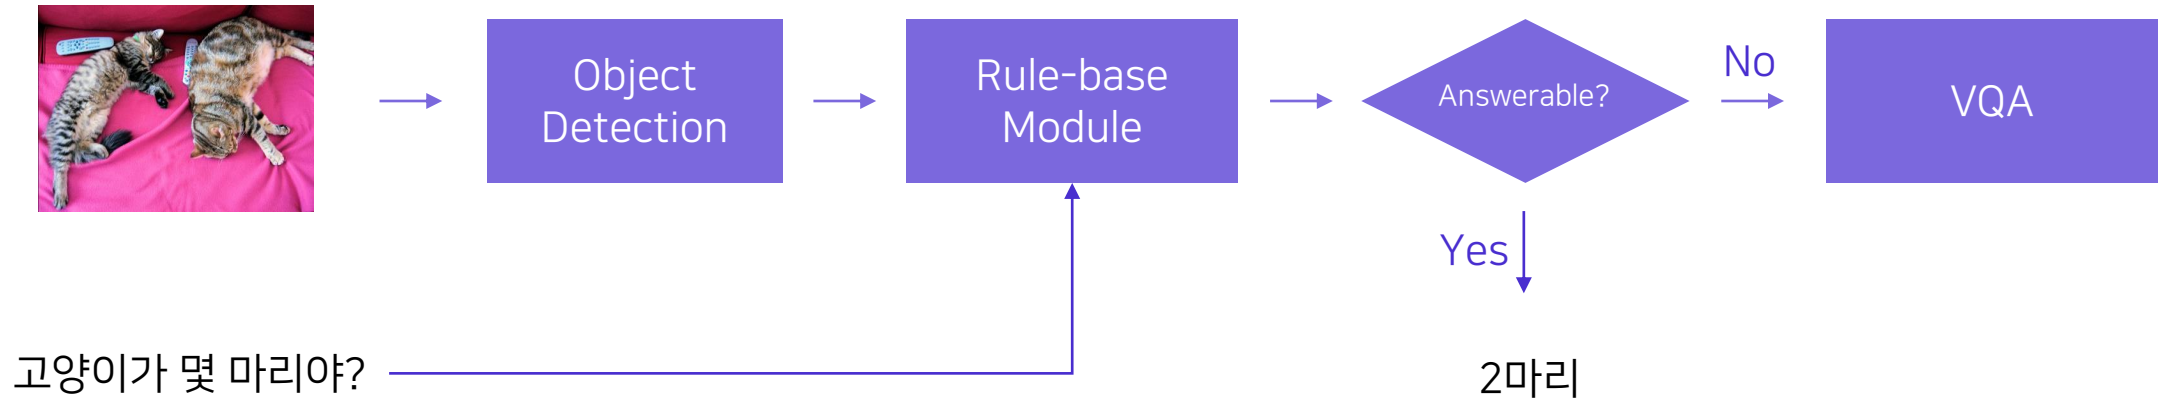 Object
Detection
Rule-base
Module
Answerable?
No
VQA
Yes
고양이가 몇 마리야?
2마리